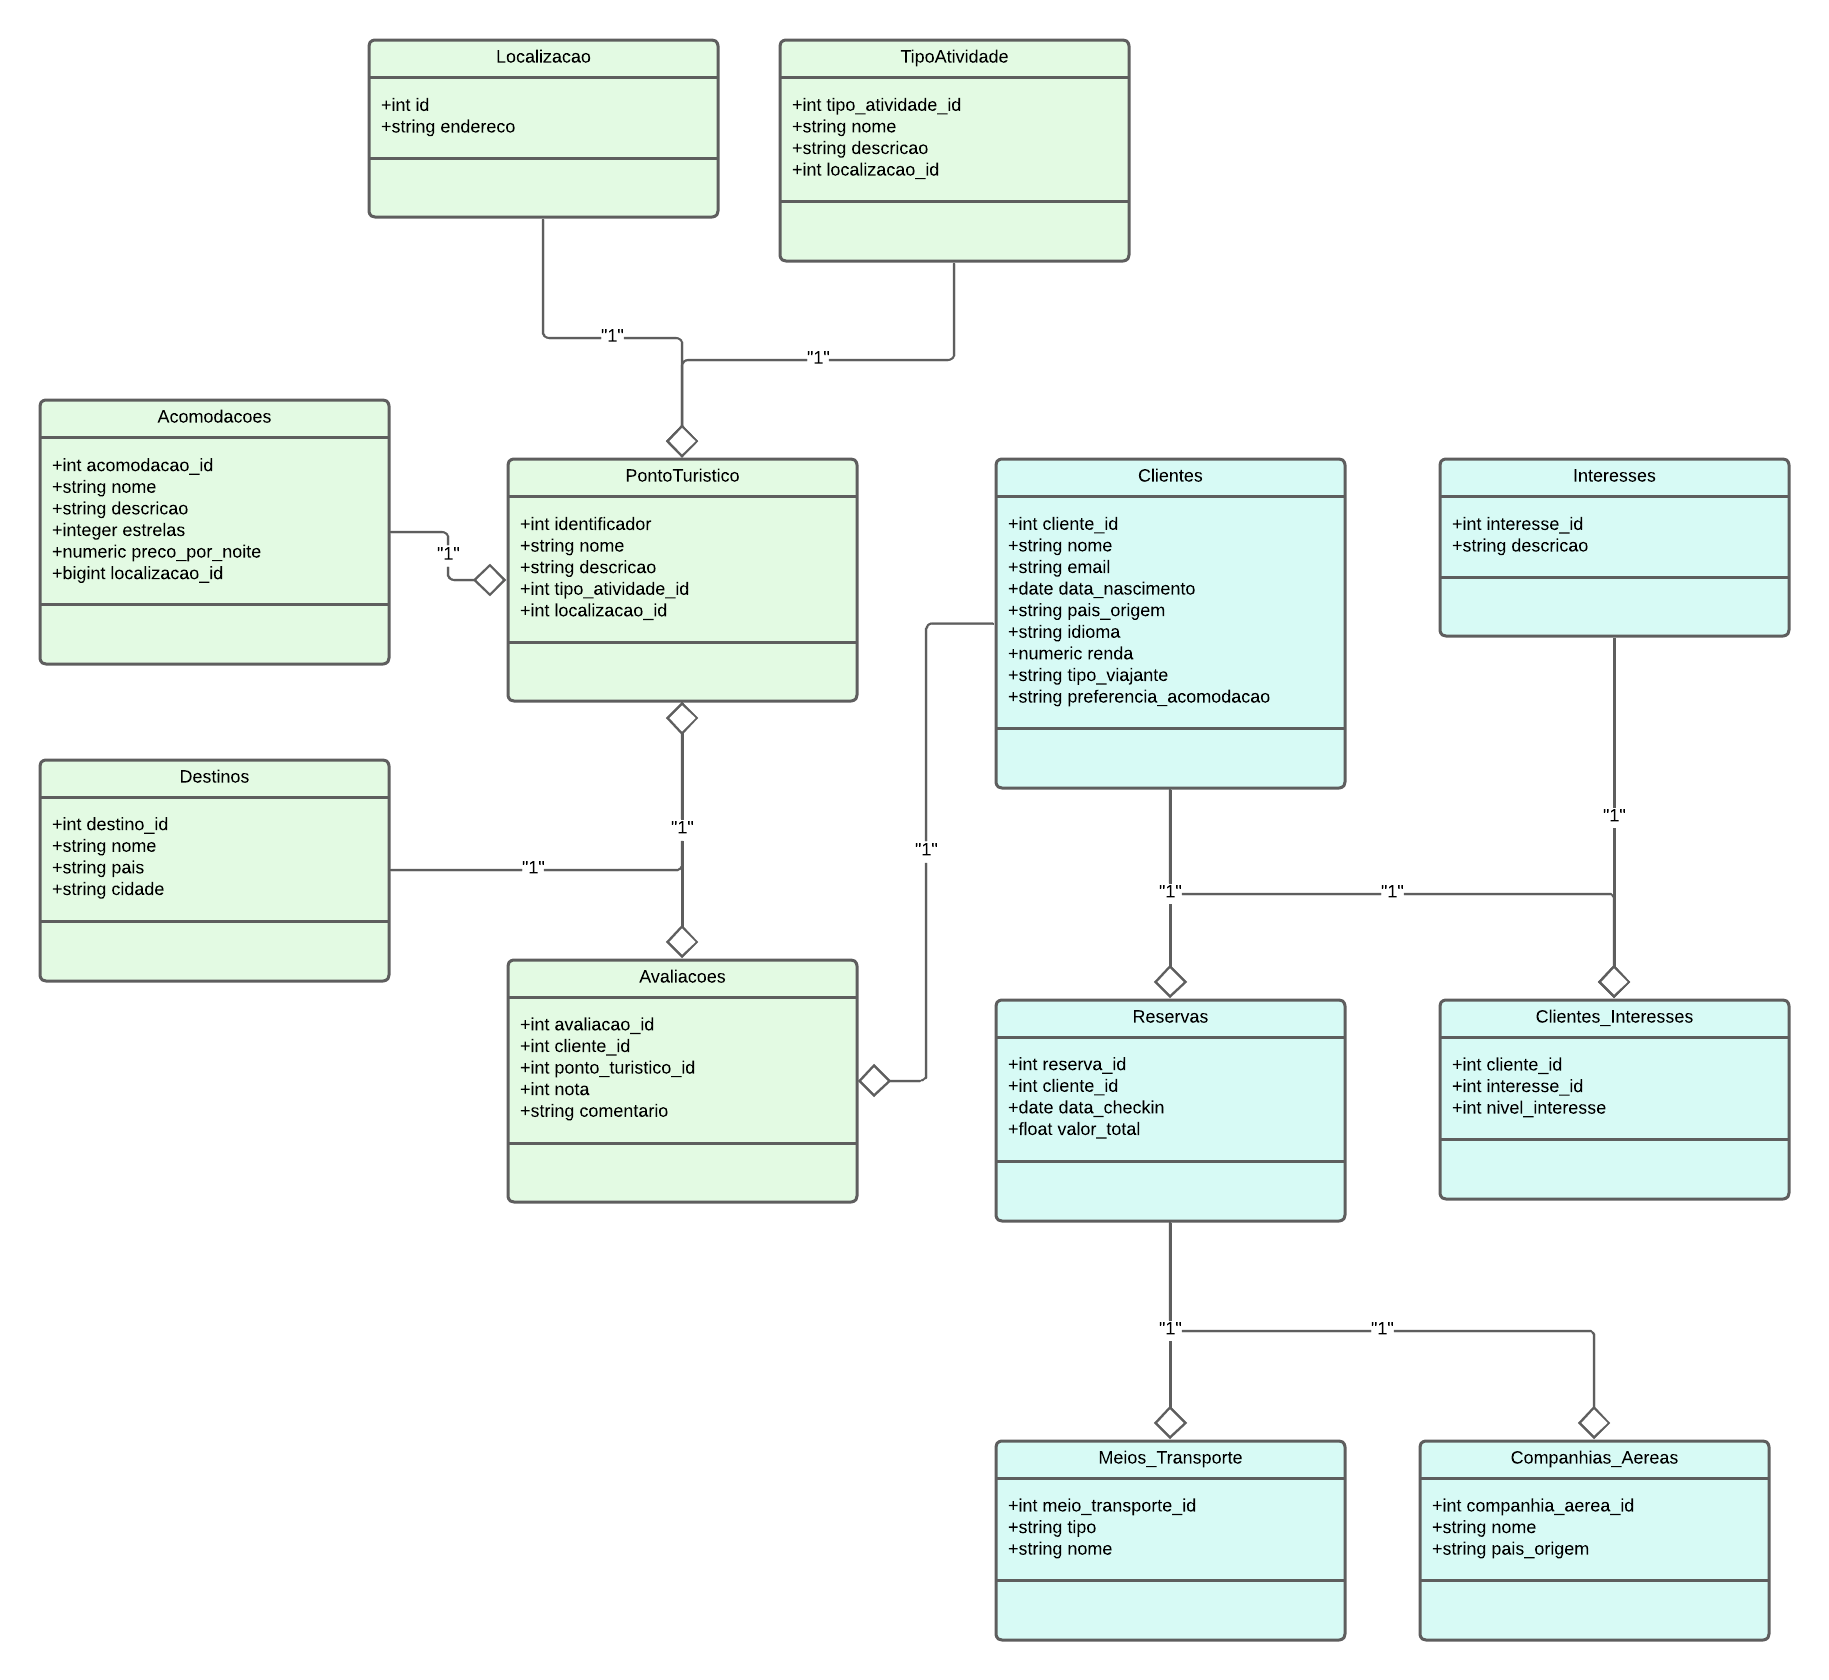 Localizacao
+int id
+string endereco
TipoAtividade
+int tipo_atividade_id
+string nome
+string descricao
+int localizacao_id
"1"
"1"
Acomodacoes
+int acomodacao_id
+string nome
+string descricao
+integer estrelas
+numeric preco_por_noite
+bigint localizacao_id
"1"
PontoTuristico
+int identificador
+string nome
+string descricao
+int tipo_atividade_id
+int localizacao_id
Clientes
+int cliente_id
+string nome
+string email
+date data_nascimento
+string pais_origem
+string idioma
+numeric renda
+string tipo_viajante
+string preferencia_acomodacao
Interesses
+int interesse_id
+string descricao
Destinos
+int destino_id
+string nome
+string pais
+string cidade
"1"
"1"
"1"
"1"
"1"
"1"
Avaliacoes
+int avaliacao_id
+int cliente_id
+int ponto_turistico_id
+int nota
+string comentario
Reservas
+int reserva_id
+int cliente_id
+date data_checkin
+float valor_total
Clientes_Interesses
+int cliente_id
+int interesse_id
+int nivel_interesse
"1"
"1"
Meios_Transporte
+int meio_transporte_id
+string tipo
+string nome
Companhias_Aereas
+int companhia_aerea_id
+string nome
+string pais_origem